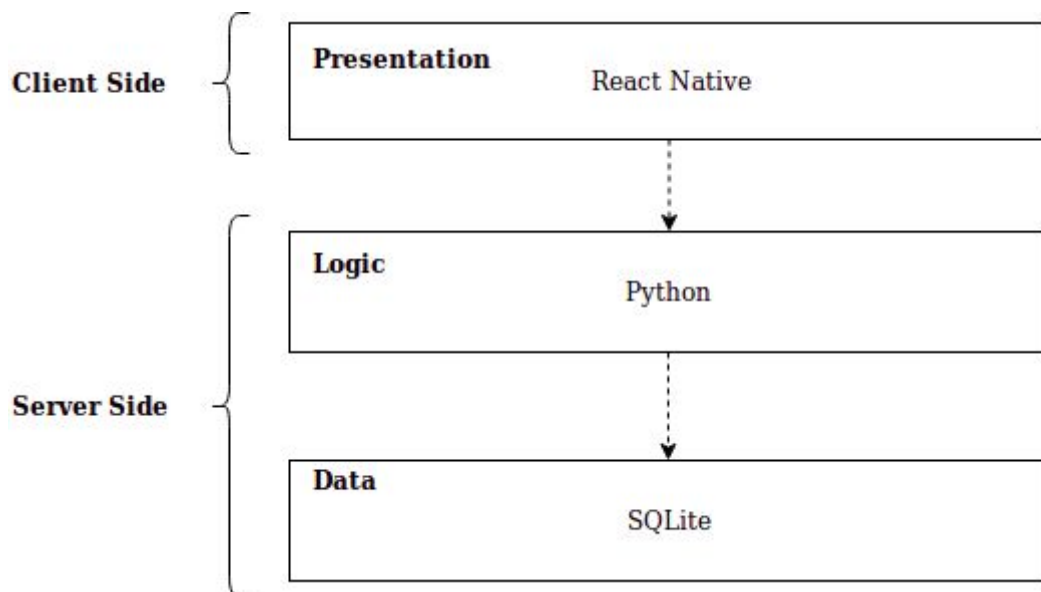 Presentation
React Native
Client Side
Logic
Python
Server Side
Data
SQLite